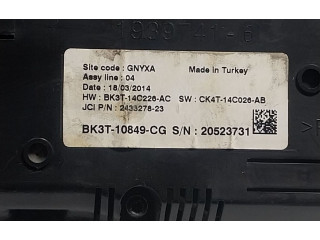 Site code : GNYXA Made in Turkey
Assy line : 04
Date : 18/03/2014
HW : BK3T-14C226-AC SW : CK4T-14C026-AB
JCI P/N : 2433276-23
BK3T-10849-CG S/N : 20523731